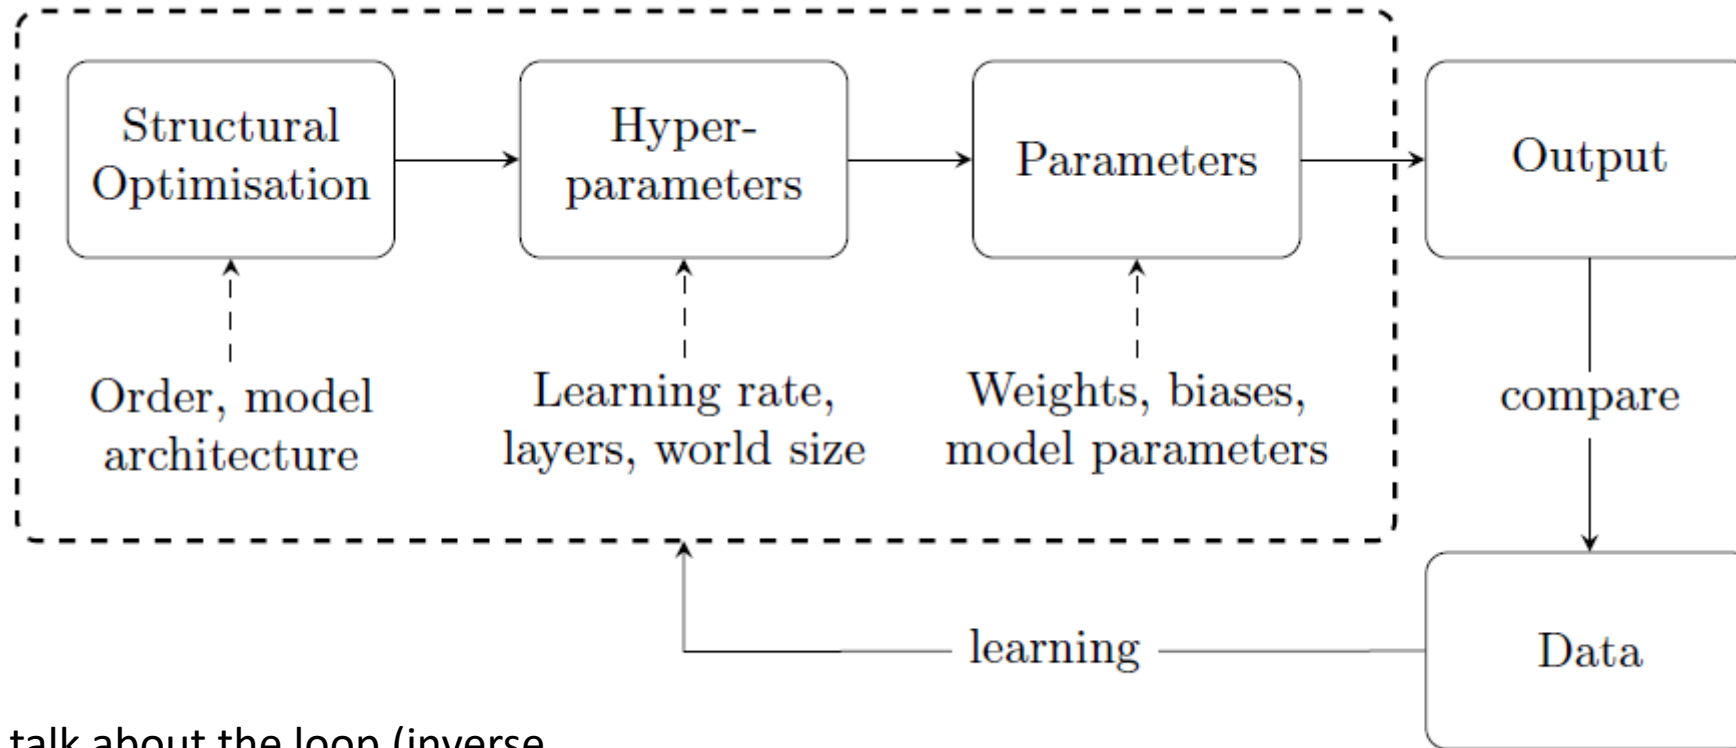 Structural
Optimisation
Hyper-
parameters
Parameters
Output
Order, model
architecture
Learning rate,
layers, world size
Weights, biases,
model parameters
compare
learning
Data
talk about the loop (inverse